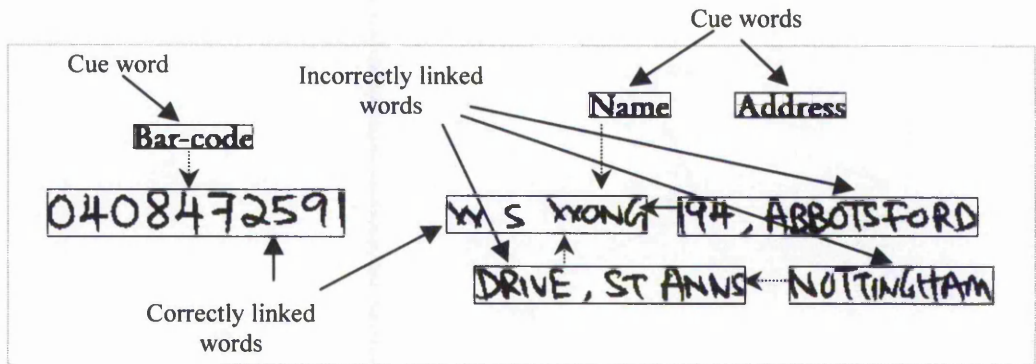 Cue words
Cue word
Incorrectly linked
words
Name Address
Bar-code
0408472591 W S WONG 194, ABBOTSFORD
DRIVE, ST ANNS NOTTINGHAM
Correctly linked
words